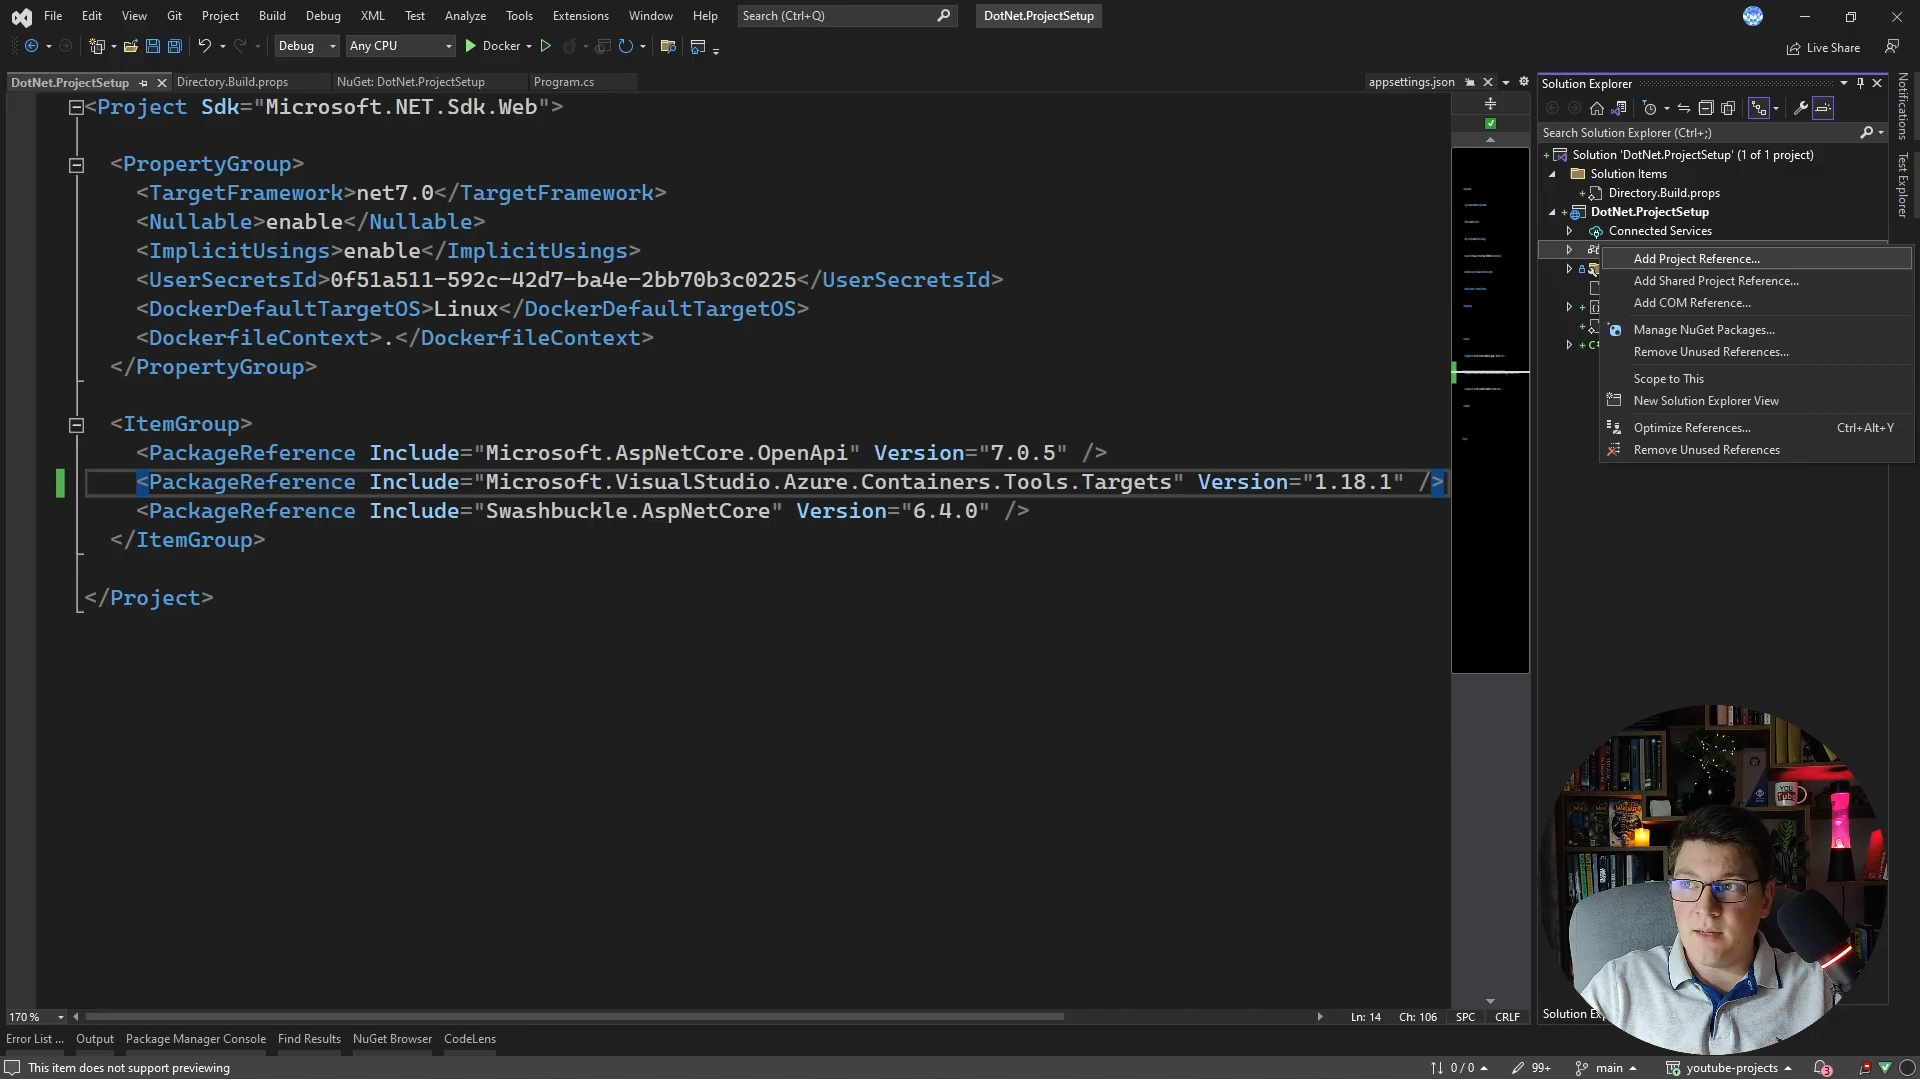 File Edit View Git Project Build Debug XML Test Analyze Tools Extensions Window Help Search (Ctrl+Q) DotNet.ProjectSetup
Debug Any CPU Docker Live Share
DotNet.ProjectSetup Directory.Build.props NuGet: DotNet.ProjectSetup Program.cs appsettings.json
<Project Sdk="Microsoft.NET.Sdk.Web">
<PropertyGroup>
<TargetFramework>net7.0</TargetFramework>
<Nullable>enable</Nullable>
<ImplicitUsings>enable</ImplicitUsings>
<UserSecretsId>0f51a511-592c-42d7-ba4e-2bb70b3c0225</UserSecretsId>
<DockerDefaultTargetOS>Linux</DockerDefaultTargetOS>
<DockerfileContext>.</DockerfileContext>
</PropertyGroup>
<ItemGroup>
<PackageReference Include="Microsoft.AspNetCore.OpenApi" Version="7.0.5" />
<PackageReference Include="Microsoft.VisualStudio.Azure.Containers.Tools.Targets" Version="1.18.1" />
<PackageReference Include="Swashbuckle.AspNetCore" Version="6.4.0" />
</ItemGroup>
</Project>
Solution Explorer
Search Solution Explorer (Ctrl+;)
Solution 'DotNet.ProjectSetup' (1 of 1 project)
Solution Items
Directory.Build.props
DotNet.ProjectSetup
Connected Services
Add Project Reference...
Add Shared Project Reference...
Add COM Reference...
Manage NuGet Packages...
Remove Unused References...
Scope to This
New Solution Explorer View
Optimize References... Ctrl+Alt+Y
Remove Unused References
Notifications
Test Explorer
YOU
Tube
170 % Ln: 14 Ch: 106 SPC CRLF
Solution
Error List ... Output Package Manager Console Find Results NuGet Browser CodeLens
This item does not support previewing 0 / 0 99+ main youtube-projects 3